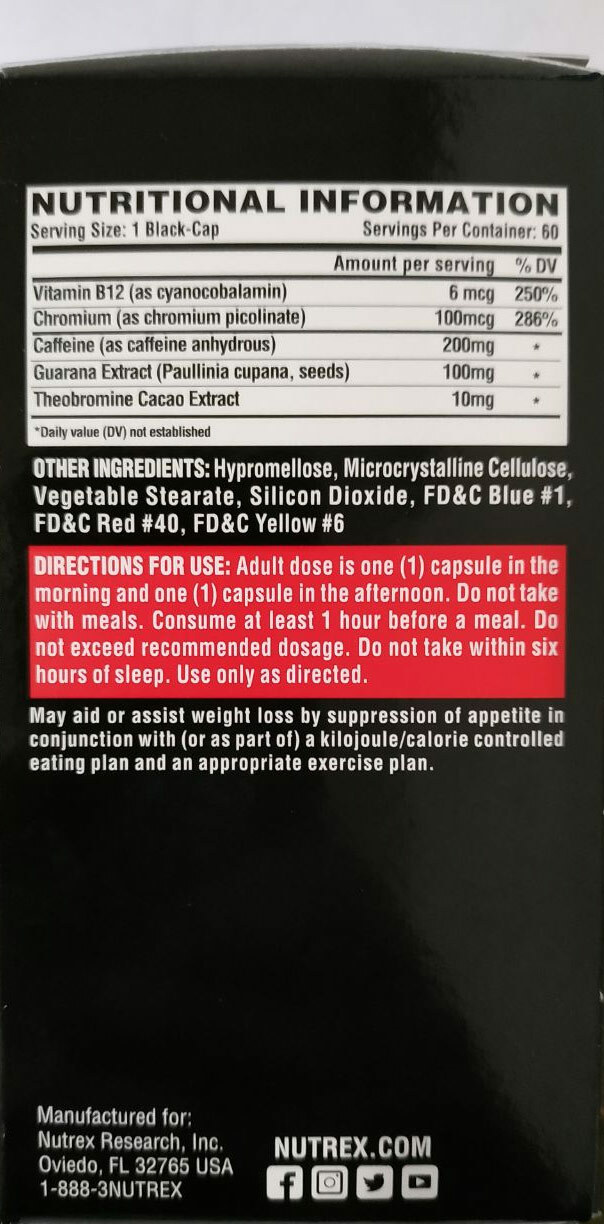 NUTRITIONAL INFORMATION
Serving Size: 1 Black-Cap Servings Per Container: 60
Amount per serving % DV
Vitamin B12 (as cyanocobalamin) 6 mcg 250%
Chromium (as chromium picolinate) 100mcg 286%
Caffeine (as caffeine anhydrous) 200mg *
Guarana Extract (Paullinia cupana, seeds) 100mg *
Theobromine Cacao Extract 10mg *
*Daily value (DV) not established
OTHER INGREDIENTS: Hypromellose, Microcrystalline Cellulose,
Vegetable Stearate, Silicon Dioxide, FD&C Blue #1,
FD&C Red #40, FD&C Yellow #6
DIRECTIONS FOR USE: Adult dose is one (1) capsule in the
morning and one (1) capsule in the afternoon. Do not take
with meals. Consume at least 1 hour before a meal. Do
not exceed recommended dosage. Do not take within six
hours of sleep. Use only as directed.
May aid or assist weight loss by suppression of appetite in
conjunction with (or as part of) a kilojoule/calorie controlled
eating plan and an appropriate exercise plan.
Manufactured for:
Nutrex Research, Inc.
Oviedo, FL 32765 USA
1-888-3NUTREX
NUTREX.COM